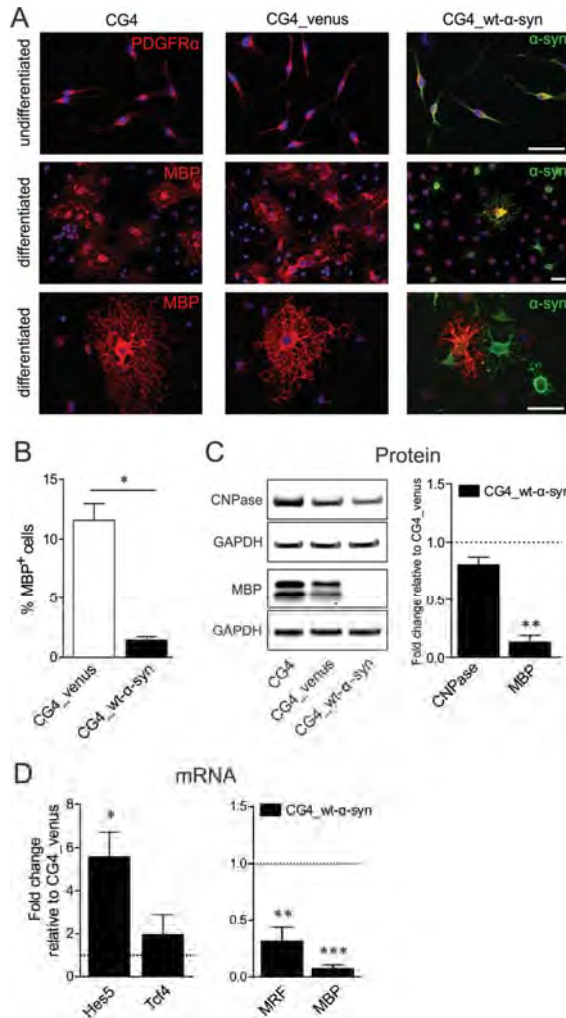 A
CG4
CG4_venus
CG4_wt-α-syn
undifferentiated
PDGFRα
α-syn
differentiated
MBP
α-syn
differentiated
MBP
α-syn
B
% MBP+ cells
15
10
5
0
*
CG4_venus
CG4_wt-α-syn
C
Protein
CNPase
GAPDH
MBP
GAPDH
CG4
CG4_venus
CG4_wt-α-syn
Fold change relative to CG4_venus
1.5
1.0
0.5
0.0
CG4_wt-α-syn
**
CNPase
MBP
D
mRNA
Fold change
relative to CG4_venus
8
6
4
2
*
Hes5
Tcf4
1.5
1.0
0.5
0.0
CG4_wt-α-syn
**
***
MRF
MBP